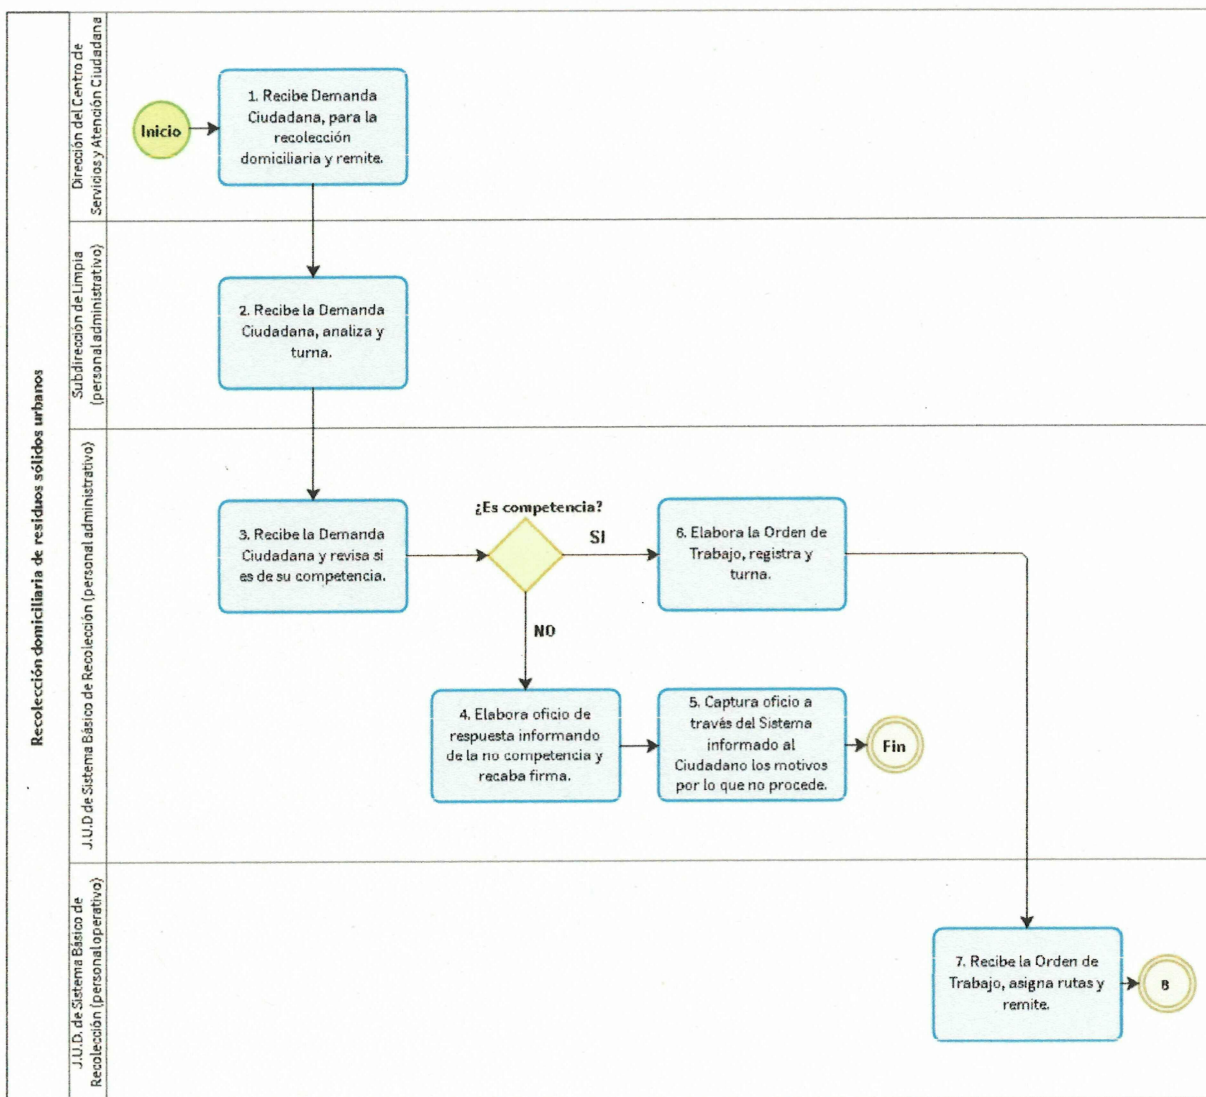 Recolección domiciliaria de residuos sólidos urbanos
Dirección del Centro de
Servicios y Atención Ciudadana
Inicio
1. Recibe Demanda
Ciudadana, para la
recolección
domiciliaria y remite.
Subdirección de Limpia
(personal administrativo)
2. Recibe la Demanda
Ciudadana, analiza y
turna.
J.U.D de Sistema Básico de Recolección (personal administrativo)
3. Recibe la Demanda
Ciudadana y revisa si
es de su competencia.
¿Es competencia?
SI
6. Elabora la Orden de
Trabajo, registra y
turna.
NO
4. Elabora oficio de
respuesta informando
de la no competencia y
recaba firma.
5. Captura oficio a
través del Sistema
informado al
Ciudadano los motivos
por lo que no procede.
Fin
J.U.D. de Sistema Básico de
Recolección (personal operativo)
7. Recibe la Orden de
Trabajo, asigna rutas y
remite.
B